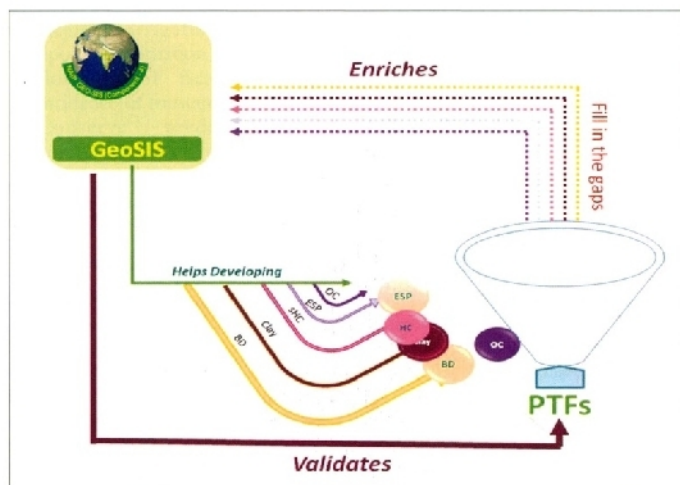 Enriches
Fill in the gaps
GeoSIS
Helps Developing
OC
ESP
sHC
Clay
BD
ESP
HC
Clay
BD
OC
PTFs
Validates